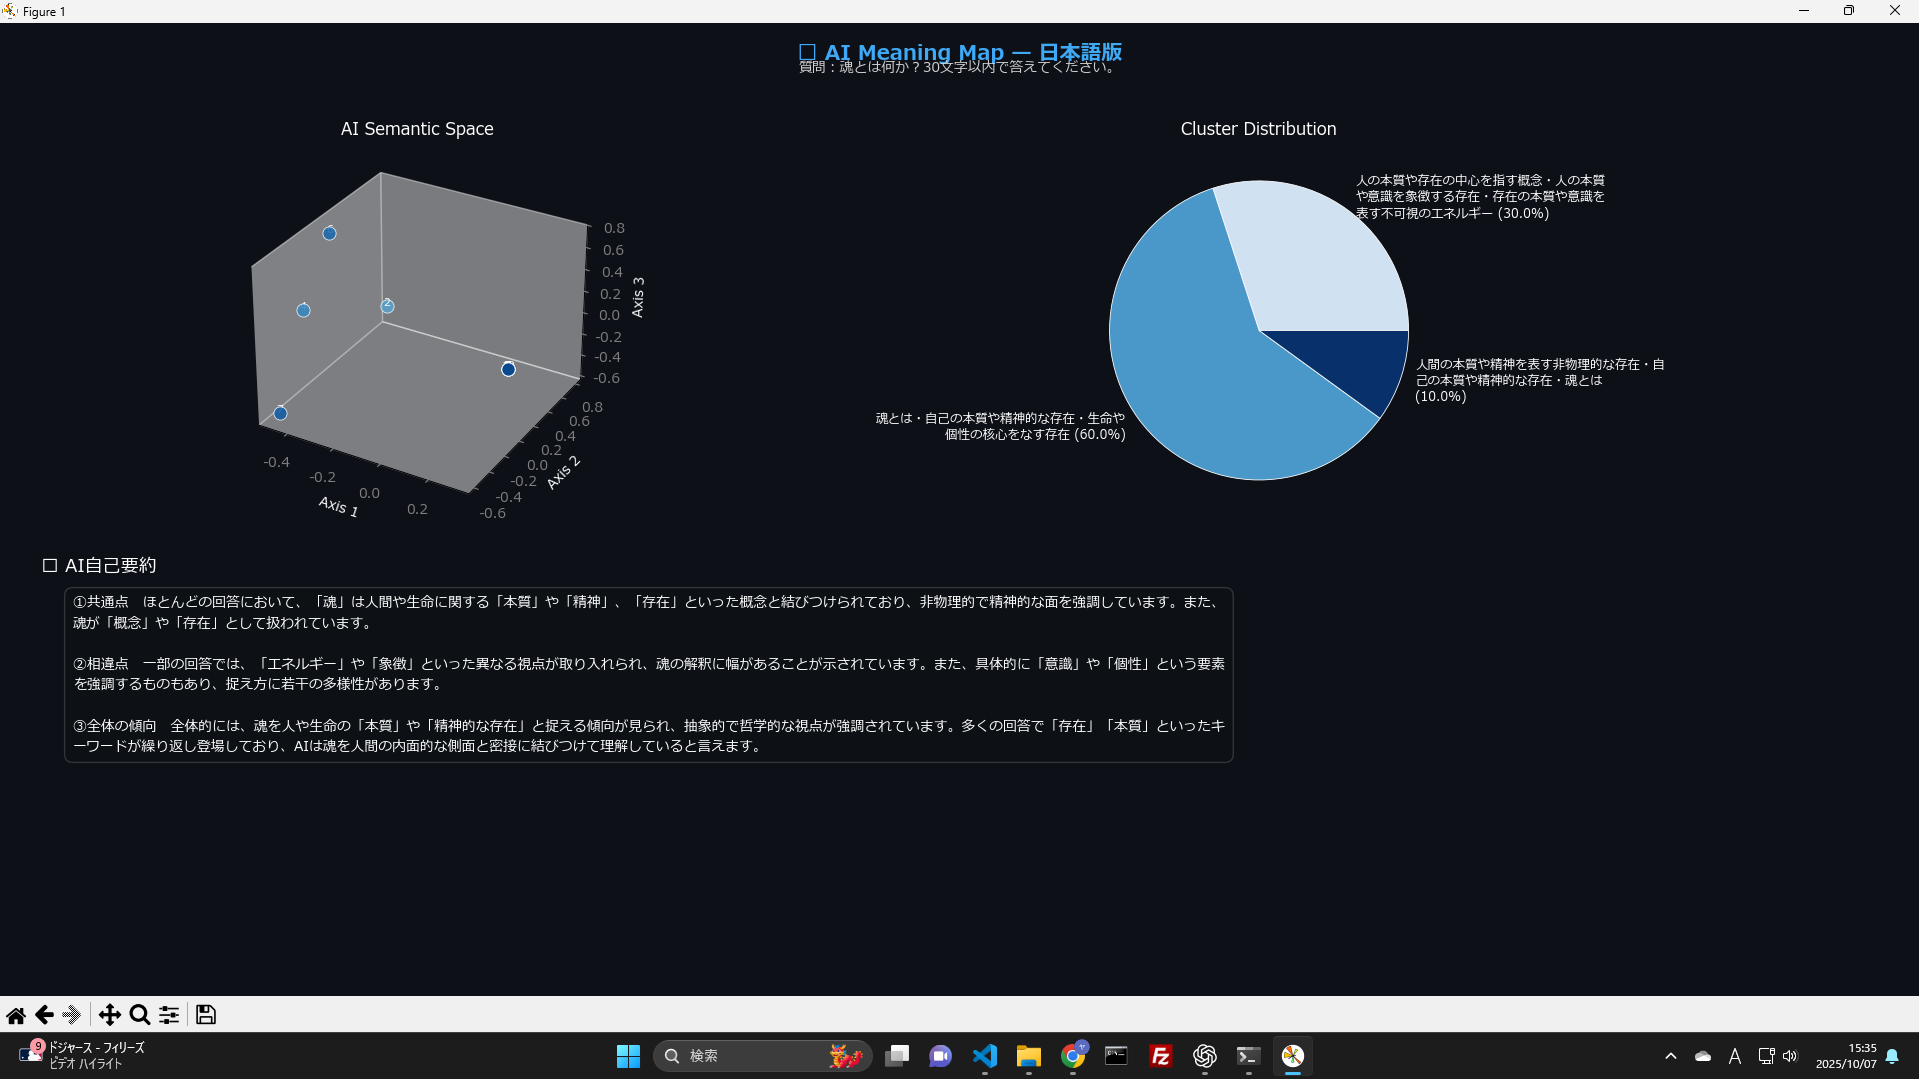 Figure 1
□ AI Meaning Map — 日本語版
質問：魂とは何か？30文字以内で答えてください。
AI Semantic Space
2
0.8
0.6
0.4
0.2
0.0
-0.2
-0.4
-0.6
Axis 3
0.8
0.6
0.4
0.2
0.0
-0.2
-0.4
-0.6
Axis 2
-0.4
-0.2
0.0
0.2
Axis 1
Cluster Distribution
人の本質や存在の中心を指す概念・人の本質
や意識を象徴する存在・存在の本質や意識を
表す不可視のエネルギー (30.0%)
人間の本質や精神を表す非物理的な存在・自
己の本質や精神的な存在・魂とは
(10.0%)
魂とは・自己の本質や精神的な存在・生命や
個性の核心をなす存在 (60.0%)
□ AI自己要約
①共通点　ほとんどの回答において、「魂」は人間や生命に関する「本質」や「精神」、「存在」といった概念と結びつけられており、非物理的で精神的な面を強調しています。また、
魂が「概念」や「存在」として扱われています。
②相違点　一部の回答では、「エネルギー」や「象徴」といった異なる視点が取り入れられ、魂の解釈に幅があることが示されています。また、具体的に「意識」や「個性」という要素
を強調するものもあり、捉え方に若干の多様性があります。
③全体の傾向　全体的には、魂を人や生命の「本質」や「精神的な存在」と捉える傾向が見られ、抽象的で哲学的な視点が強調されています。多くの回答で「存在」「本質」といったキ
ーワードが繰り返し登場しており、AIは魂を人間の内面的な側面と密接に結びつけて理解していると言えます。
9
ドジャース - フィリーズ
ビデオ ハイライト
検索
ヤ
Fz
A
15:35
2025/10/07